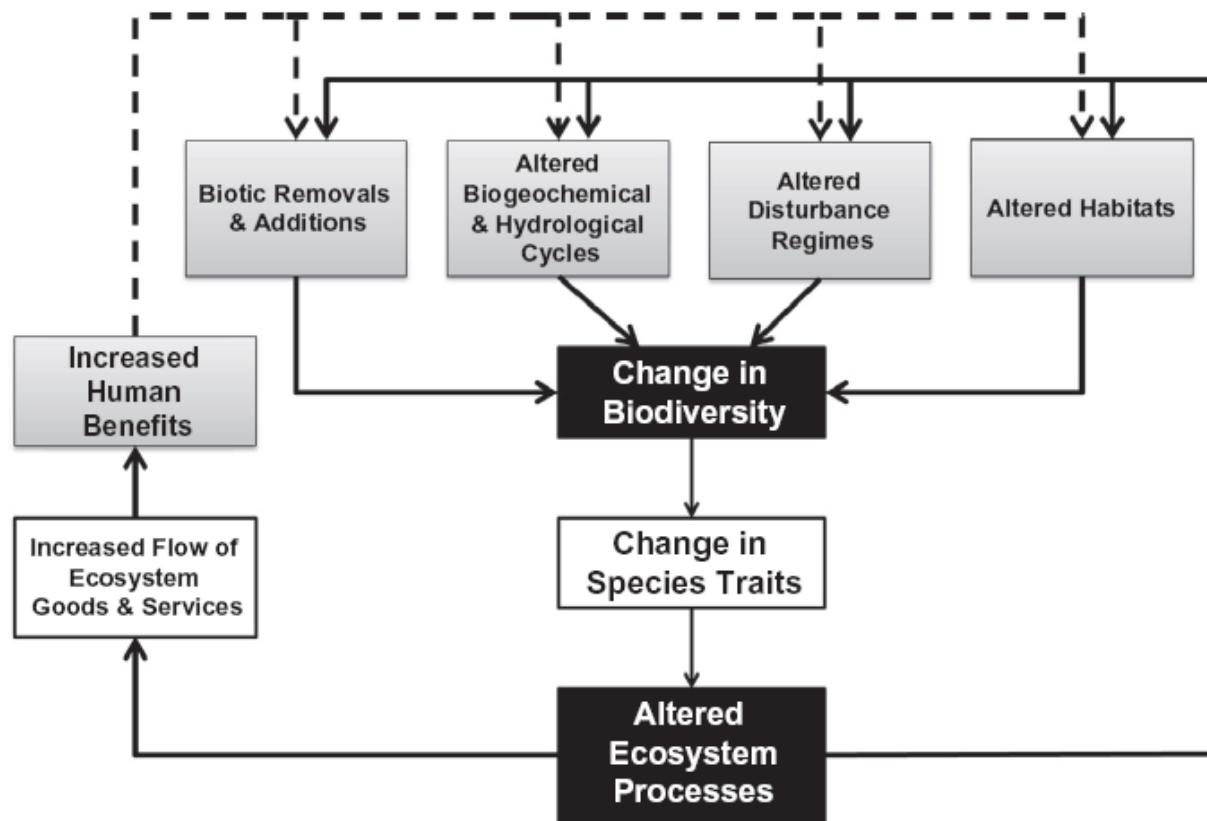 Biotic Removals
& Additions
Altered
Biogeochemical
& Hydrological
Cycles
Altered
Disturbance
Regimes
Altered Habitats
Increased
Human
Benefits
Change in
Biodiversity
Increased Flow of
Ecosystem
Goods & Services
Change in
Species Traits
Altered
Ecosystem
Processes